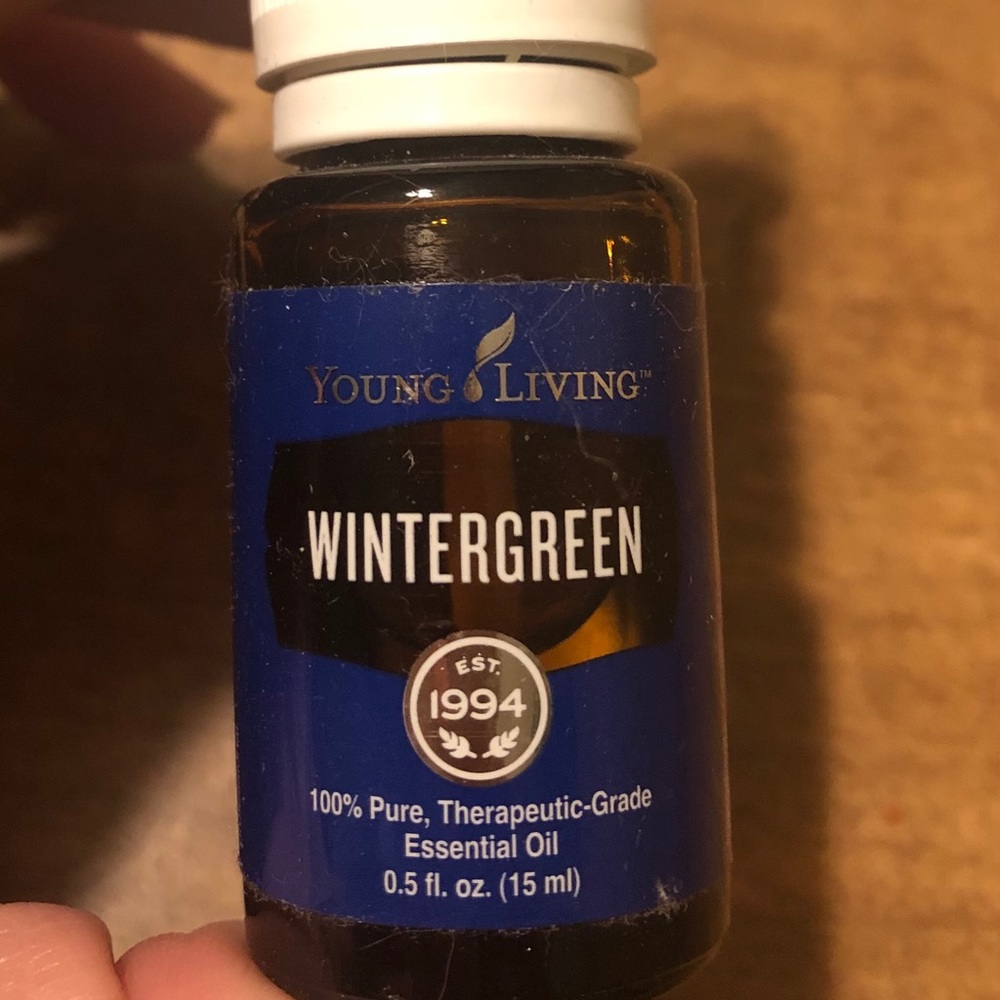 YOUNG LIVING™
WINTERGREEN
EST.
1994
100% Pure, Therapeutic-Grade
Essential Oil
0.5 fl. oz. (15 ml)